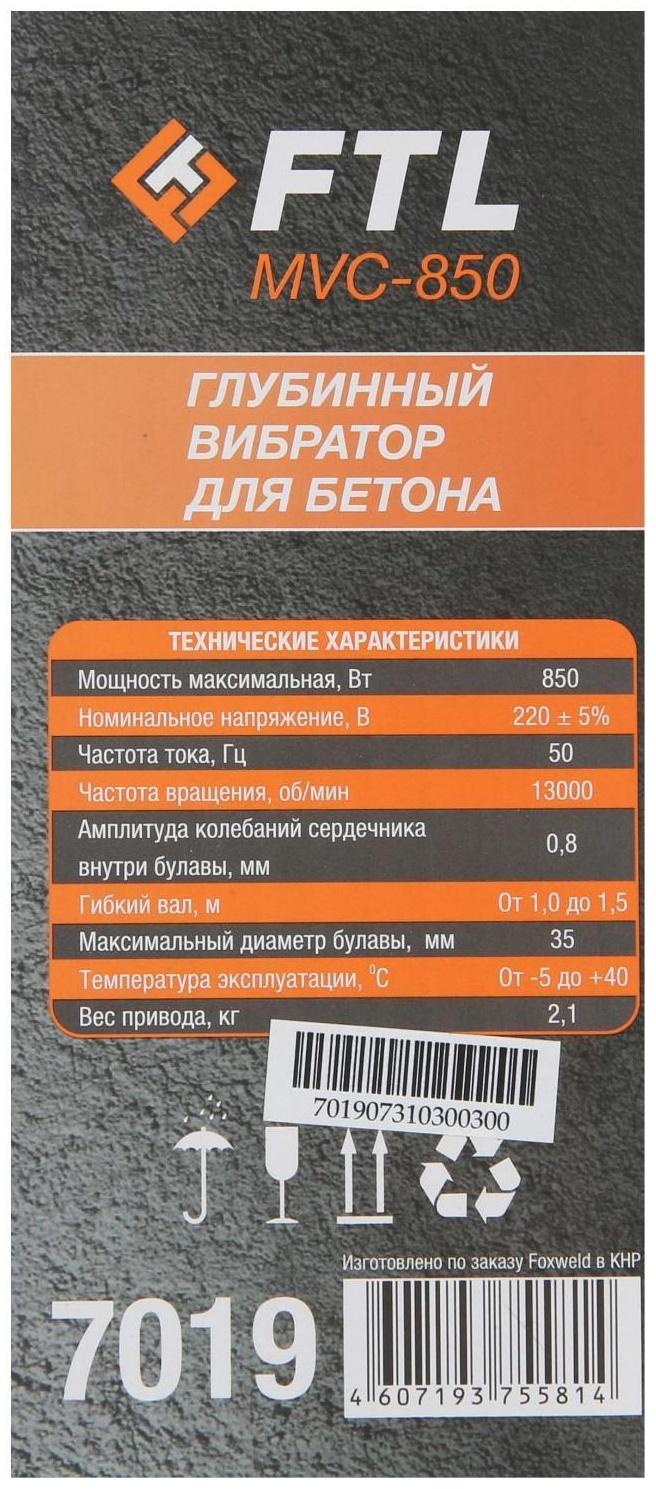 FTL
MVC-850
ГЛУБИННЫЙ
ВИБРАТОР
ДЛЯ БЕТОНА
ТЕХНИЧЕСКИЕ ХАРАКТЕРИСТИКИ
Мощность максимальная, Вт 850
Номинальное напряжение, В 220 ± 5%
Частота тока, Гц 50
Частота вращения, об/мин 13000
Амплитуда колебаний сердечника
внутри булавы, мм 0,8
Гибкий вал, м От 1,0 до 1,5
Максимальный диаметр булавы, мм 35
Температура эксплуатации, ⁰С От -5 до +40
Вес привода, кг 2,1
701907310300300
Изготовлено по заказу Foxweld в КНР
7019
4 607193 755814